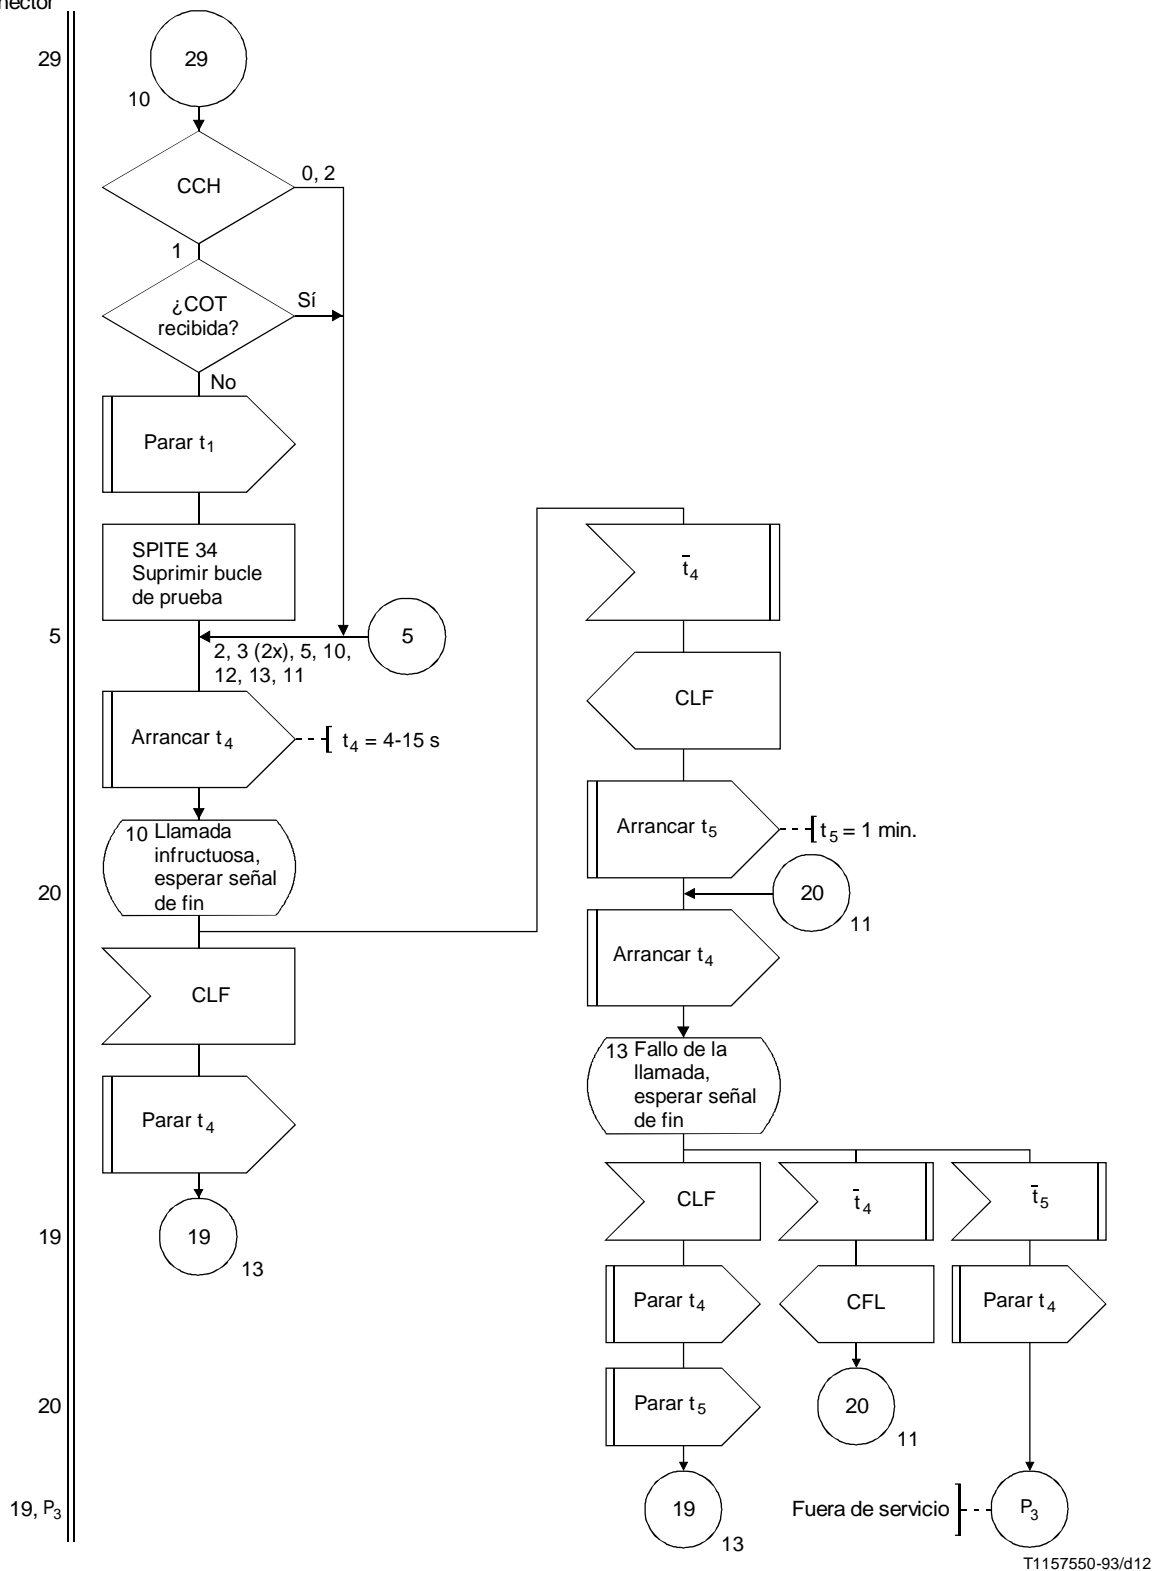 nector
29
29
10
CCH
0, 2
1
¿COT
recibida?
Sí
No
Parar t1
SPITE 34
Suprimir bucle
de prueba
5
5
2, 3 (2x), 5, 10,
12, 13, 11
Arrancar t4
t4 = 4-15 s
10 Llamada
infructuosa,
esperar señal
de fin
20
CLF
Parar t4
19
19
13
t̄4
CLF
Arrancar t5
t5 = 1 min.
20
11
Arrancar t4
13 Fallo de la
llamada,
esperar señal
de fin
CLF
t̄4
t̄5
Parar t4
CFL
Parar t4
20
Parar t5
20
11
19, P3
19
13
Fuera de servicio
P3
T1157550-93/d12